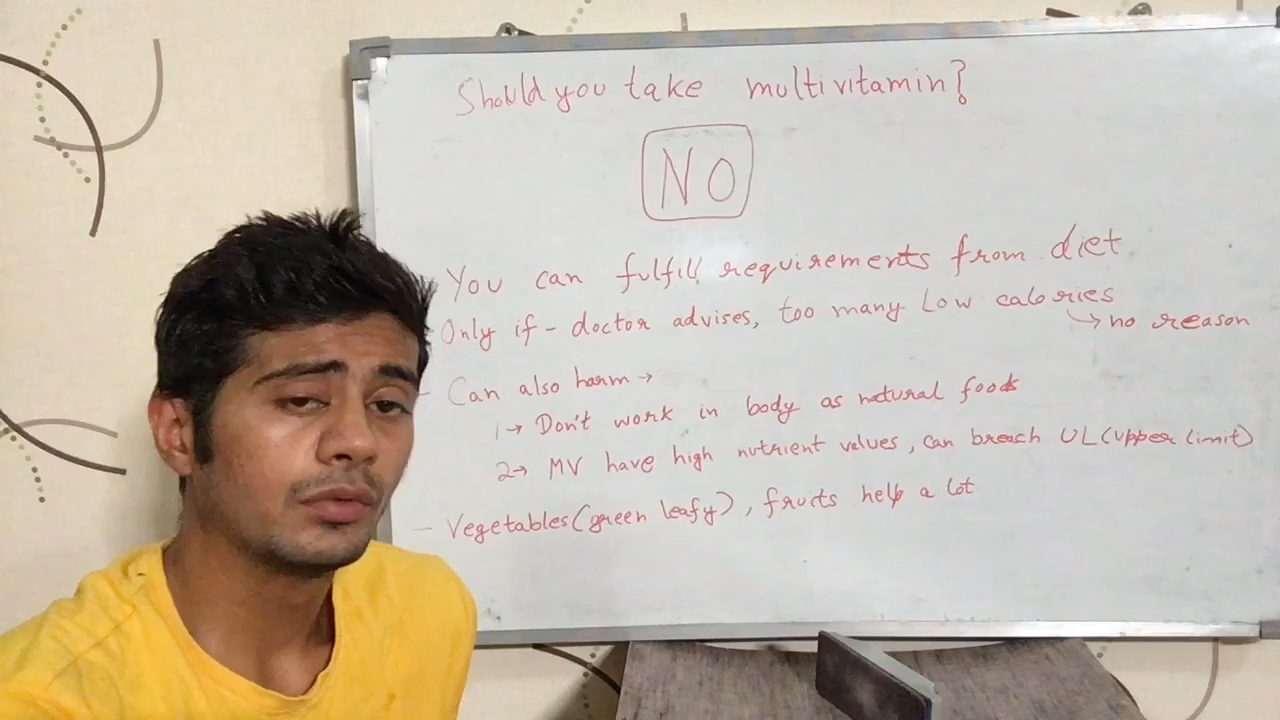 Should you take multivitamin?
NO
You can fulfill requirements from diet
Only if - doctor advises, too many Low calories
↳ no reason
- Can also harm →
1→ Don't work in body as natural foods
2→ MV have high nutrient values, can breach UL (upper limit)
- Vegetables (green leafy), fruits help a lot